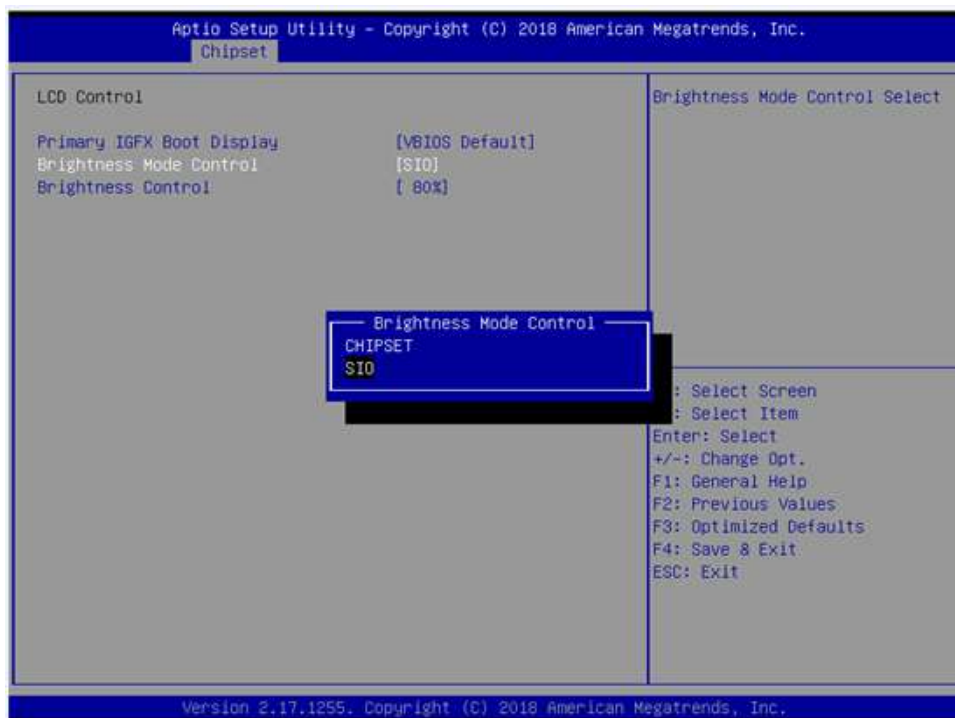 Aptio Setup Utility – Copyright (C) 2018 American Megatrends, Inc.
Chipset
LCD Control
Primary IGFX Boot Display [VBIOS Default]
Brightness Mode Control [SIO]
Brightness Control [ 80%]
Brightness Mode Control Select
Brightness Mode Control
CHIPSET
SIO
: Select Screen
: Select Item
Enter: Select
+/-: Change Opt.
F1: General Help
F2: Previous Values
F3: Optimized Defaults
F4: Save & Exit
ESC: Exit
Version 2.17.1255. Copyright (C) 2018 American Megatrends, Inc.